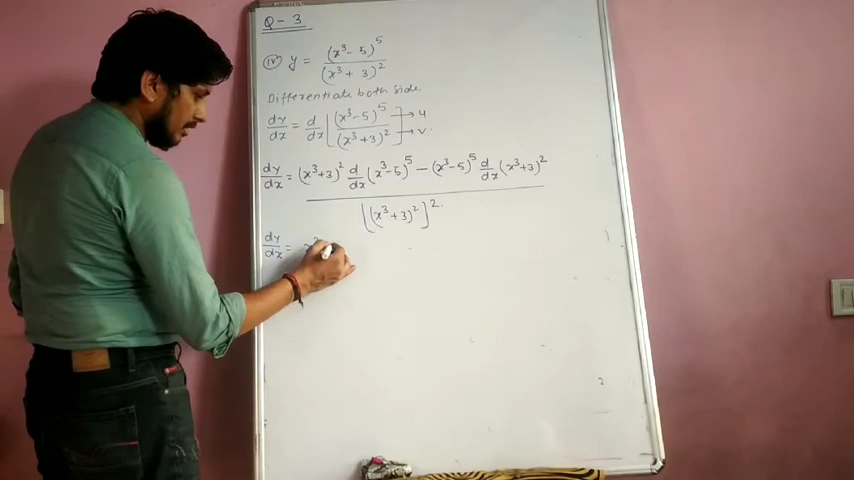 Q-3
(iv) y = (x³-5)⁵ / (x³+3)²
Differentiate both side
dy/dx = d/dx [(x³-5)⁵ / (x³+3)²] → u → v
dy/dx = (x³+3)² d/dx (x³-5)⁵ - (x³-5)⁵ d/dx (x³+3)²
[(x³+3)²]².
dy/dx =